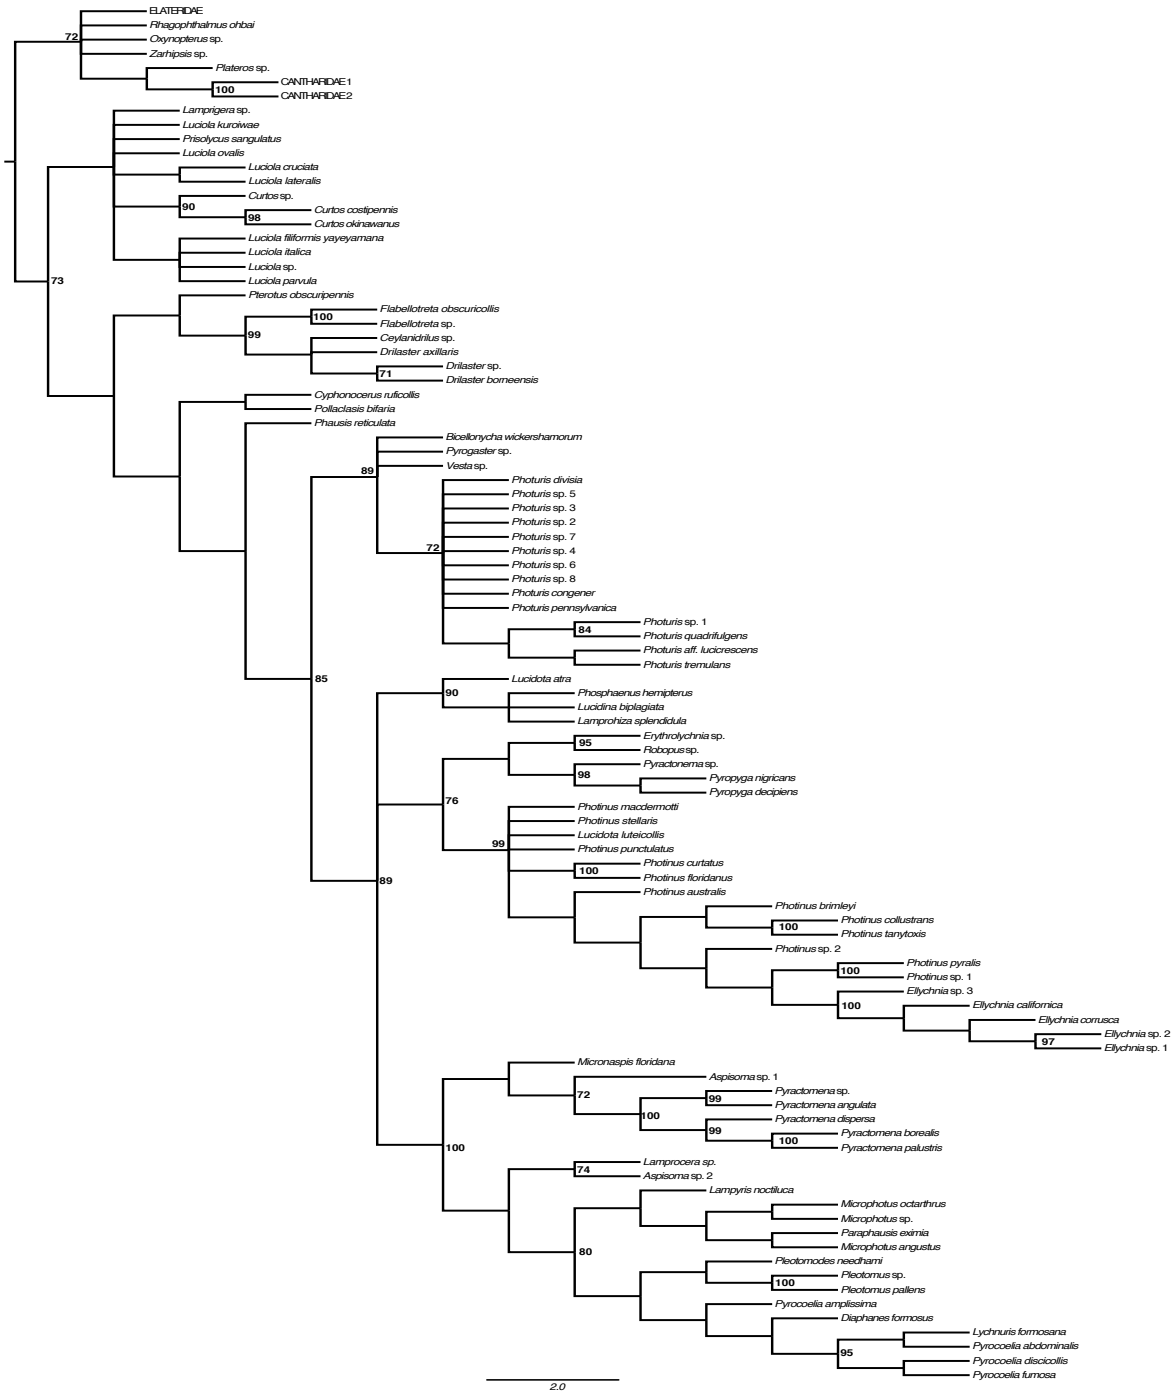 ELATERIDAE
72
Rhagophthalmus ohbai
Oxynopterus sp.
Zarhipsis sp.
Plateros sp.
CANTHARIDAE 1
100
CANTHARIDAE 2
Lamprigera sp.
Luciola kuroiwae
Prisolycus sangulatus
Luciola ovalis
Luciola cruciata
Luciola lateralis
Curtos sp.
90
Curtos costipennis
98
Curtos okinawanus
Luciola filiformis yayeyamana
Luciola italica
Luciola sp.
73
Luciola parvula
Pterotus obscuripennis
Flabellotreta obscuricollis
100
Flabellotreta sp.
99
Ceylanidrilus sp.
Drilaster axillaris
Drilaster sp.
71
Drilaster borneensis
Cyphonocerus ruficollis
Pollaclasis bifaria
Phausis reticulata
Bicellonycha wickershamorum
Pyrogaster sp.
Vesta sp.
89
Photuris divisia
Photuris sp. 5
Photuris sp. 3
Photuris sp. 2
Photuris sp. 7
72
Photuris sp. 4
Photuris sp. 6
Photuris sp. 8
Photuris congener
Photuris pennsylvanica
Photuris sp. 1
84
Photuris quadrifulgens
Photuris aff. lucicrescens
Photuris tremulans
85
Lucidota atra
90
Phosphaenus hemipterus
Lucidina biplagiata
Lamprohiza splendidula
Erythrolychnia sp.
95
Robopus sp.
Pyractonema sp.
98
Pyropyga nigricans
Pyropyga decipiens
76
Photinus macdermotti
Photinus stellaris
Lucidota luteicollis
99
Photinus punctulatus
Photinus curtatus
100
Photinus floridanus
89
Photinus australis
Photinus brimleyi
Photinus collustrans
100
Photinus tanytoxis
Photinus sp. 2
Photinus pyralis
100
Photinus sp. 1
Ellychnia sp. 3
100
Ellychnia californica
Ellychnia corrusca
Ellychnia sp. 2
97
Ellychnia sp. 1
Micronaspis floridana
Aspisoma sp. 1
72
Pyractomena sp.
99
Pyractomena angulata
100
Pyractomena dispersa
99
Pyractomena borealis
100
Pyractomena palustris
100
Lamprocera sp.
74
Aspisoma sp. 2
Lampyris noctiluca
Microphotus octarthrus
Microphotus sp.
Paraphausis eximia
Microphotus angustus
80
Pleotomodes needhami
Pleotomus sp.
100
Pleotomus pallens
Pyrocoelia amplissima
Diaphanes formosus
Lychnuris formosana
Pyrocoelia abdominalis
95
Pyrocoelia discicollis
Pyrocoelia fumosa
2.0